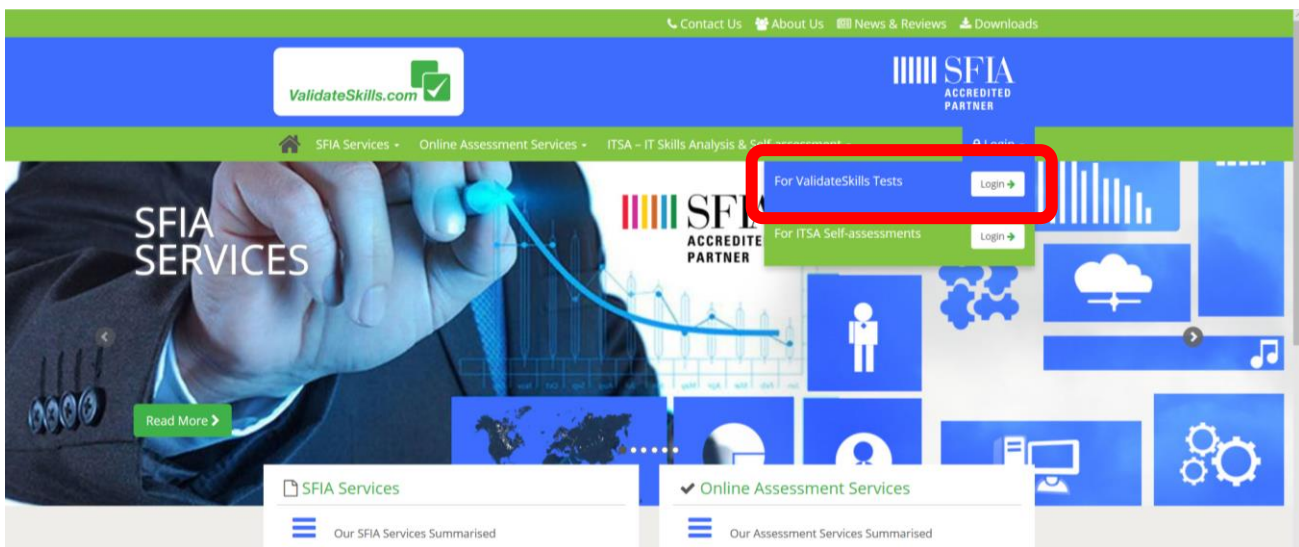 Contact Us About Us News & Reviews Downloads
ValidateSkills.com
SFIA
ACCREDITED
PARTNER
SFIA Services Online Assessment Services ITSA – IT Skills Analysis & Self-assessment Login
For ValidateSkills Tests Login
For ITSA Self-assessments Login
SFIA
SERVICES
SFIA
ACCREDITE
PARTNER
Read More
SFIA Services
Online Assessment Services
Our SFIA Services Summarised
Our Assessment Services Summarised